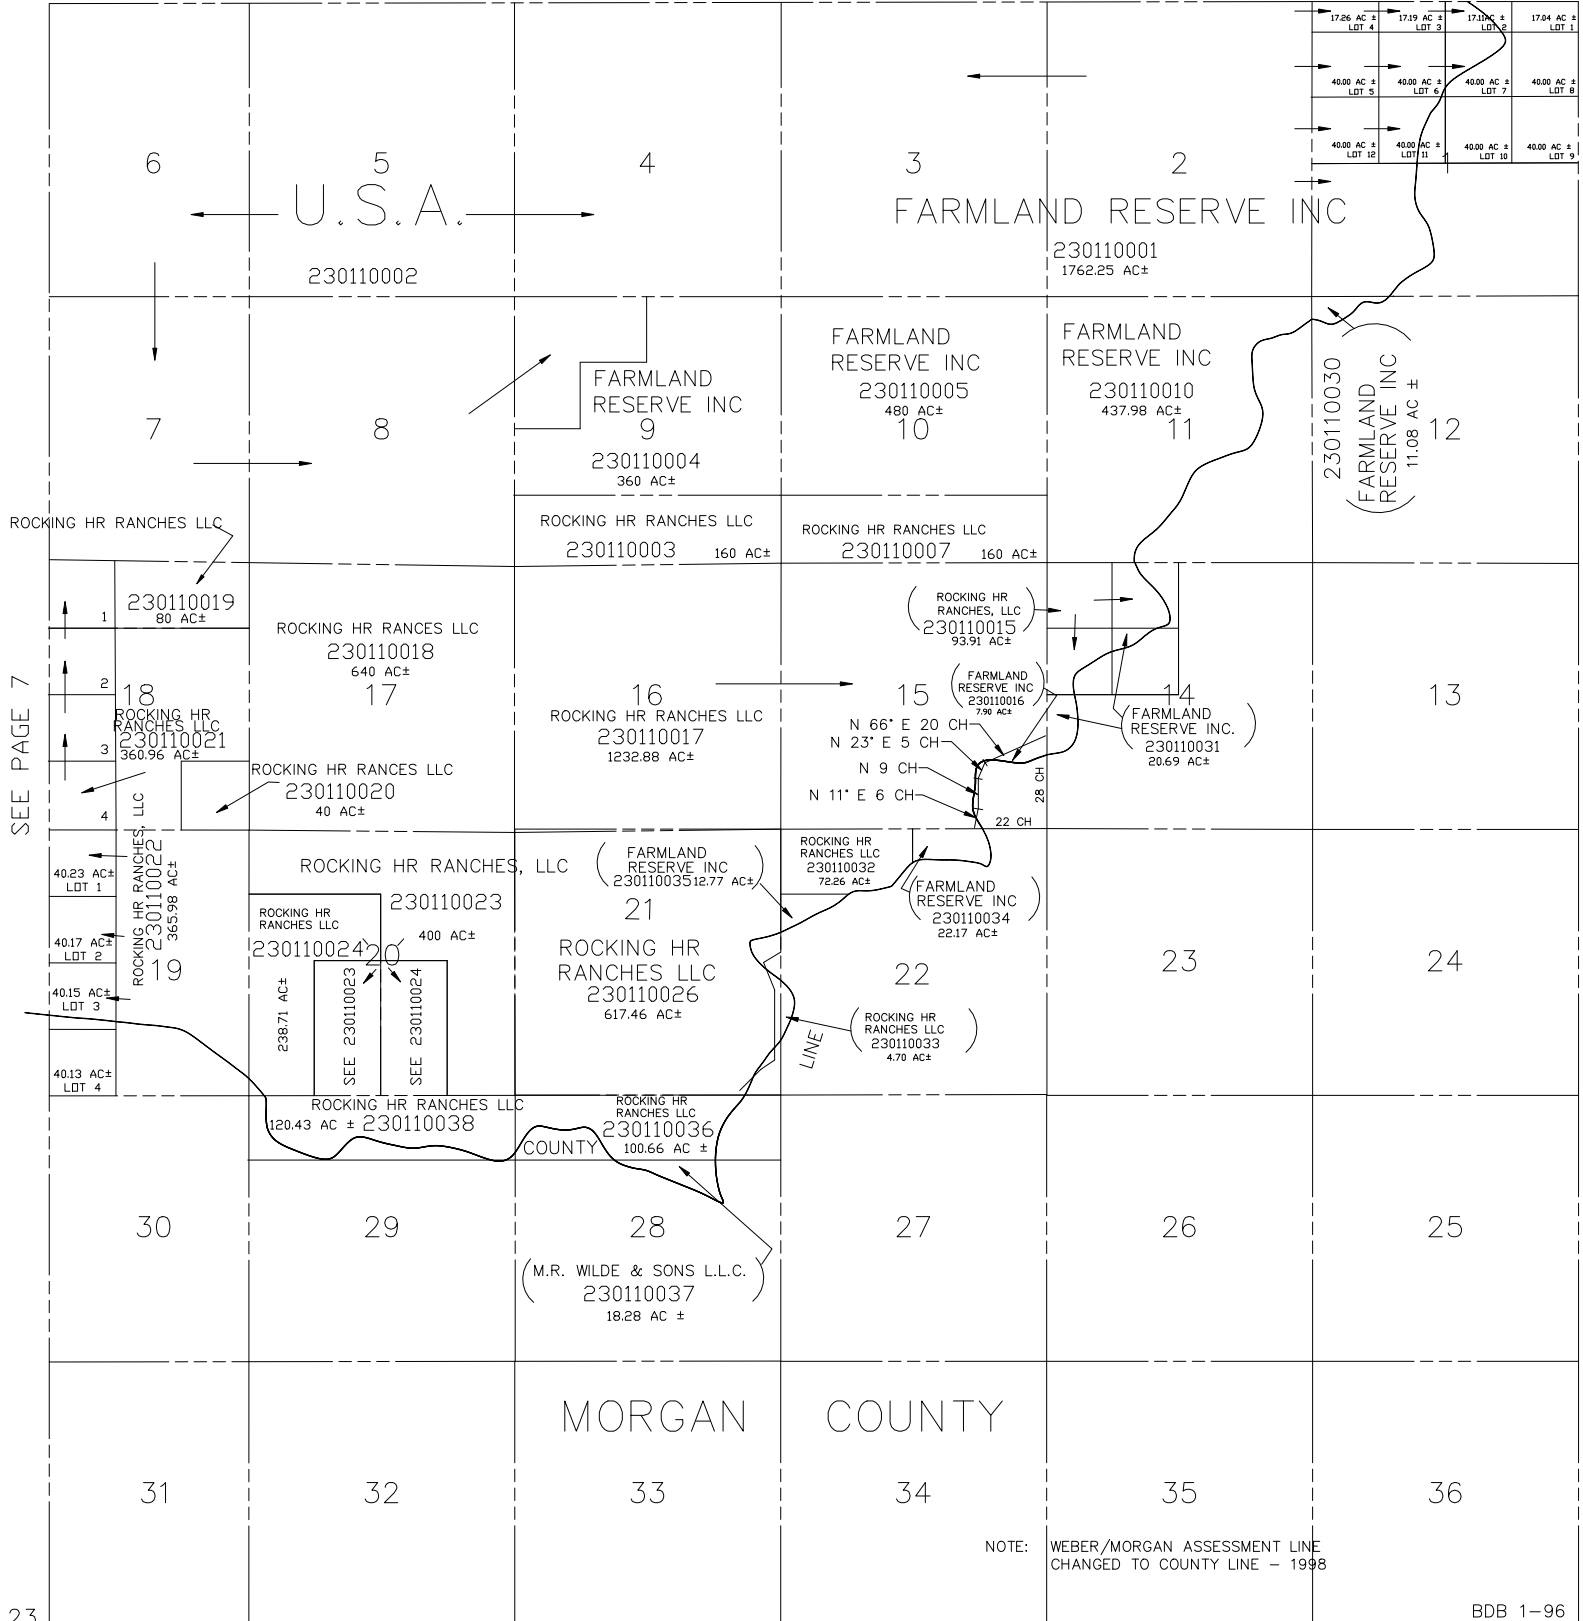 17.26 AC ±
LOT 4
17.19 AC ±
LOT 3
17.11AC ±
LOT 2
17.04 AC ±
LOT 1
40.00 AC ±
LOT 5
40.00 AC ±
LOT 6
40.00 AC ±
LOT 7
40.00 AC ±
LOT 8
40.00 AC ±
LOT 12
40.00 AC ±
LOT 11
40.00 AC ±
LOT 10
40.00 AC ±
LOT 9
6
5
4
3
2
1
U.S.A.
230110002
FARMLAND RESERVE INC
230110001
1762.25 AC±
7
8
FARMLAND
RESERVE INC
9
230110004
360 AC±
FARMLAND
RESERVE INC
230110005
480 AC±
10
FARMLAND
RESERVE INC
230110010
437.98 AC±
11
230110030
FARMLAND
RESERVE INC
11.08 AC ±
12
ROCKING HR RANCHES LLC
ROCKING HR RANCHES LLC
230110003 160 AC±
ROCKING HR RANCHES LLC
230110007 160 AC±
230110019
80 AC±
1
2
3
4
18
ROCKING HR
RANCHES LLC
230110021
360.96 AC±
ROCKING HR RANCES LLC
230110018
640 AC±
17
ROCKING HR RANCES LLC
230110020
40 AC±
16
ROCKING HR RANCHES LLC
230110017
1232.88 AC±
15
ROCKING HR
RANCHES, LLC
230110015
93.91 AC±
FARMLAND
RESERVE INC
230110016
7.90 AC±
N 66° E 20 CH
N 23° E 5 CH
N 9 CH
N 11° E 6 CH
28 CH
22 CH
14
FARMLAND
RESERVE INC.
230110031
20.69 AC±
13
SEE PAGE 7
40.23 AC±
LOT 1
40.17 AC±
LOT 2
40.15 AC±
LOT 3
40.13 AC±
LOT 4
ROCKING HR RANCHES, LLC
230110022
365.98 AC±
19
ROCKING HR RANCHES, LLC
230110023
400 AC±
ROCKING HR
RANCHES LLC
230110024
20
238.71 AC±
SEE 230110023
SEE 230110024
FARMLAND
RESERVE INC
230110035 12.77 AC±
21
ROCKING HR
RANCHES LLC
230110026
617.46 AC±
ROCKING HR
RANCHES LLC
230110032
72.26 AC±
FARMLAND
RESERVE INC
230110034
22.17 AC±
22
ROCKING HR
RANCHES LLC
230110033
4.70 AC±
LINE
23
24
ROCKING HR RANCHES LLC
120.43 AC ± 230110038
ROCKING HR
RANCHES LLC
230110036
100.66 AC ±
COUNTY
30
29
28
27
26
25
M.R. WILDE & SONS L.L.C.
230110037
18.28 AC ±
MORGAN COUNTY
31
32
33
34
35
36
NOTE: WEBER/MORGAN ASSESSMENT LINE
CHANGED TO COUNTY LINE - 1998
23
BDB 1-96